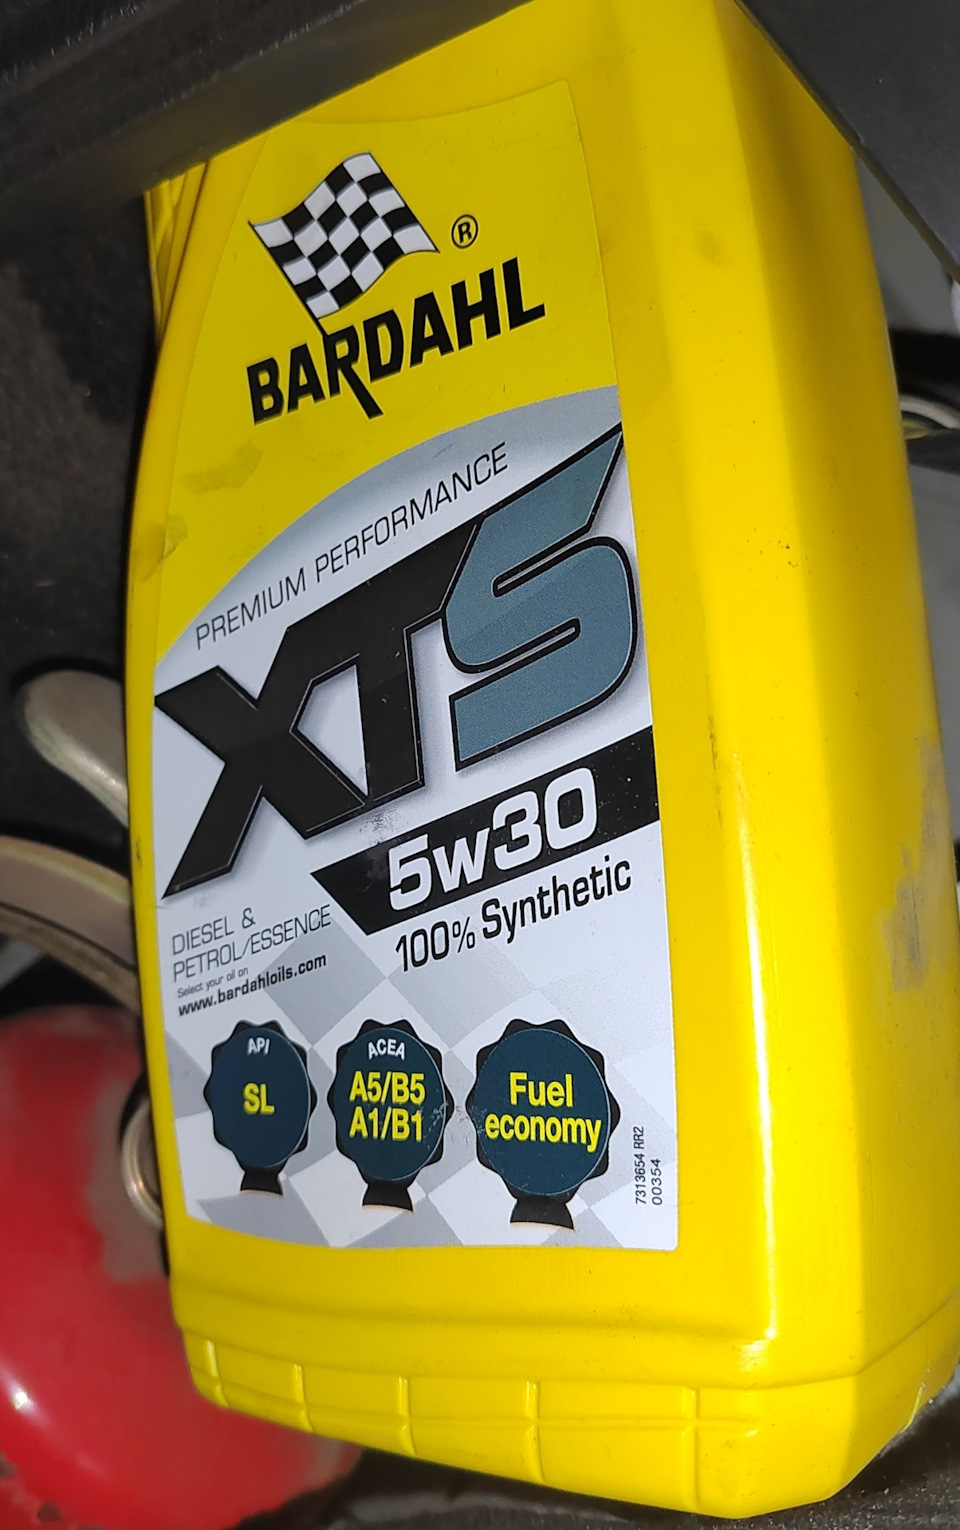 ®
BARDAHL
PREMIUM PERFORMANCE
XTS
5w30
100% Synthetic
DIESEL &
PETROL/ESSENCE
Select your oil on
www.bardahloils.com
API
SL
ACEA
A5/B5
A1/B1
Fuel
economy
7313654 RR2
00354